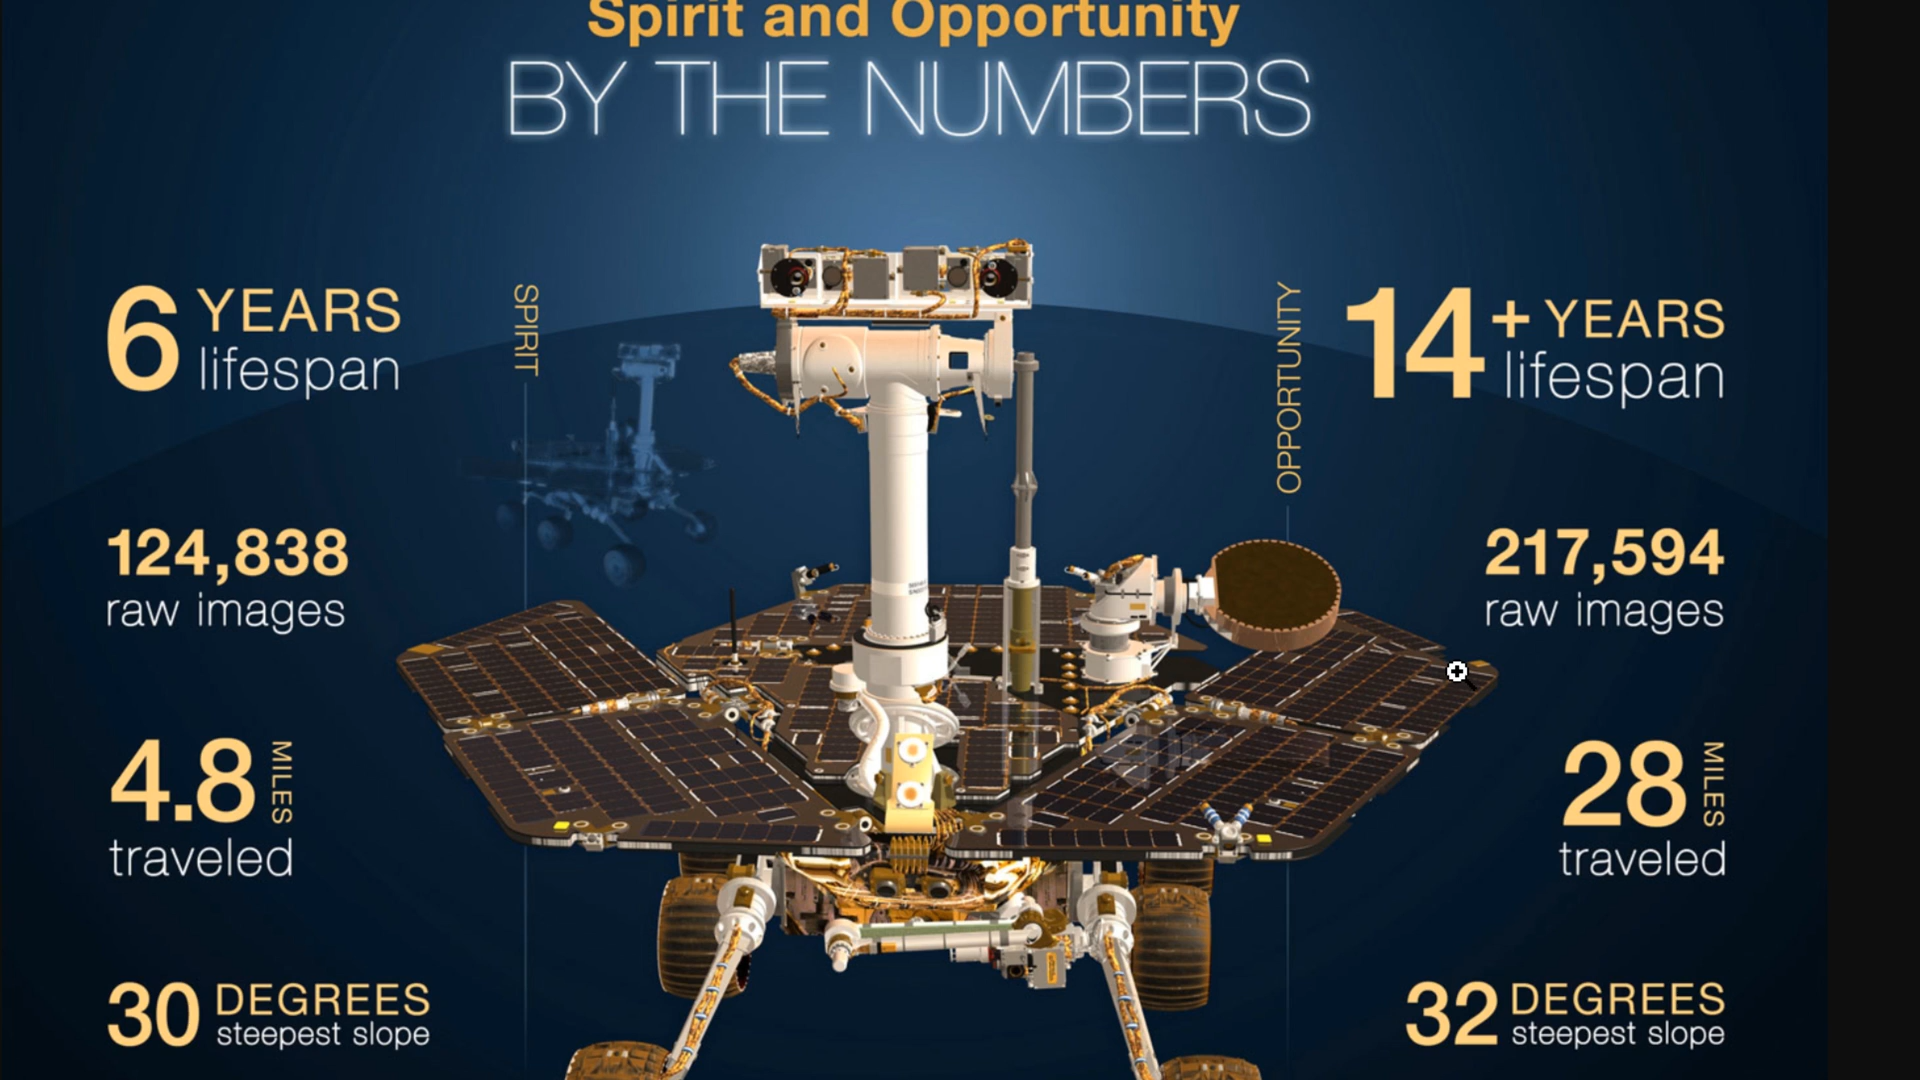 Spirit and Opportunity
BY THE NUMBERS
SPIRIT
6 YEARS
lifespan
124,838
raw images
4.8 MILES
traveled
30 DEGREES
steepest slope
OPPORTUNITY
14+ YEARS
lifespan
217,594
raw images
28 MILES
traveled
32 DEGREES
steepest slope